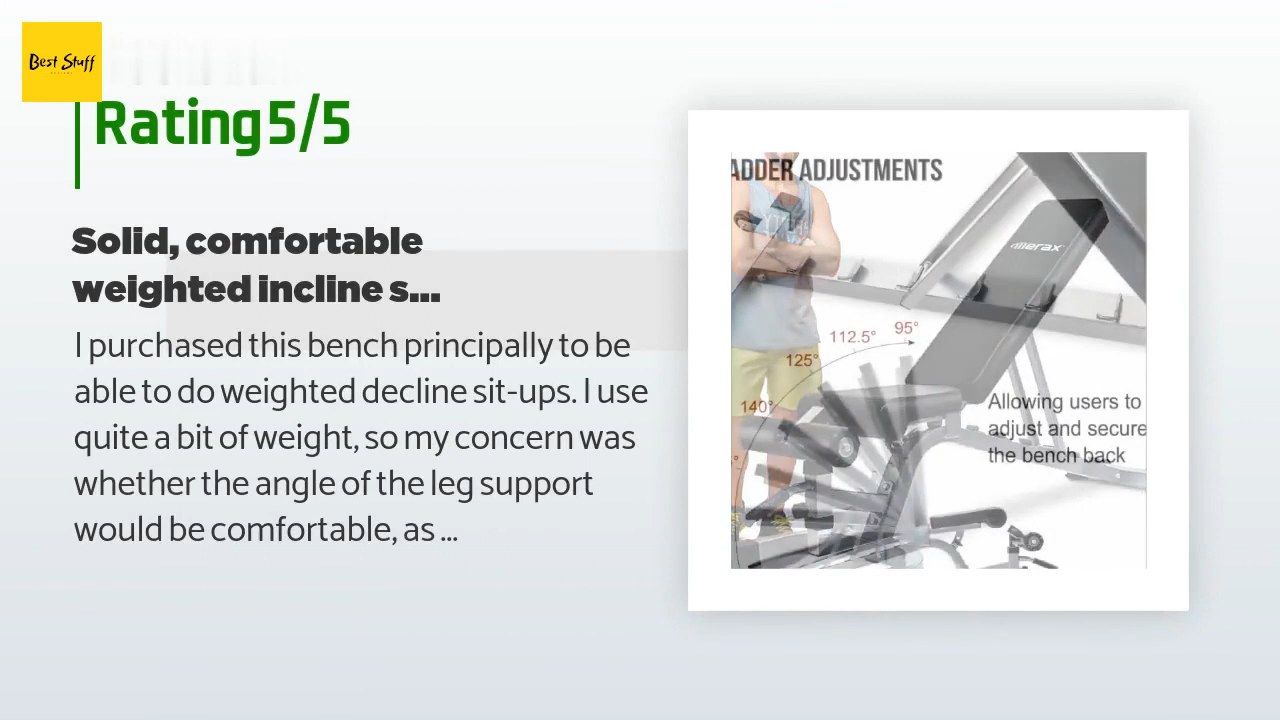 Best Stuff
Rating 5/5
Solid, comfortable
weighted incline s...
I purchased this bench principally to be
able to do weighted decline sit-ups. I use
quite a bit of weight, so my concern was
whether the angle of the leg support
would be comfortable, as ...
ADDER ADJUSTMENTS
merax
95°
112.5°
125°
140°
Allowing users to
adjust and secure
the bench back